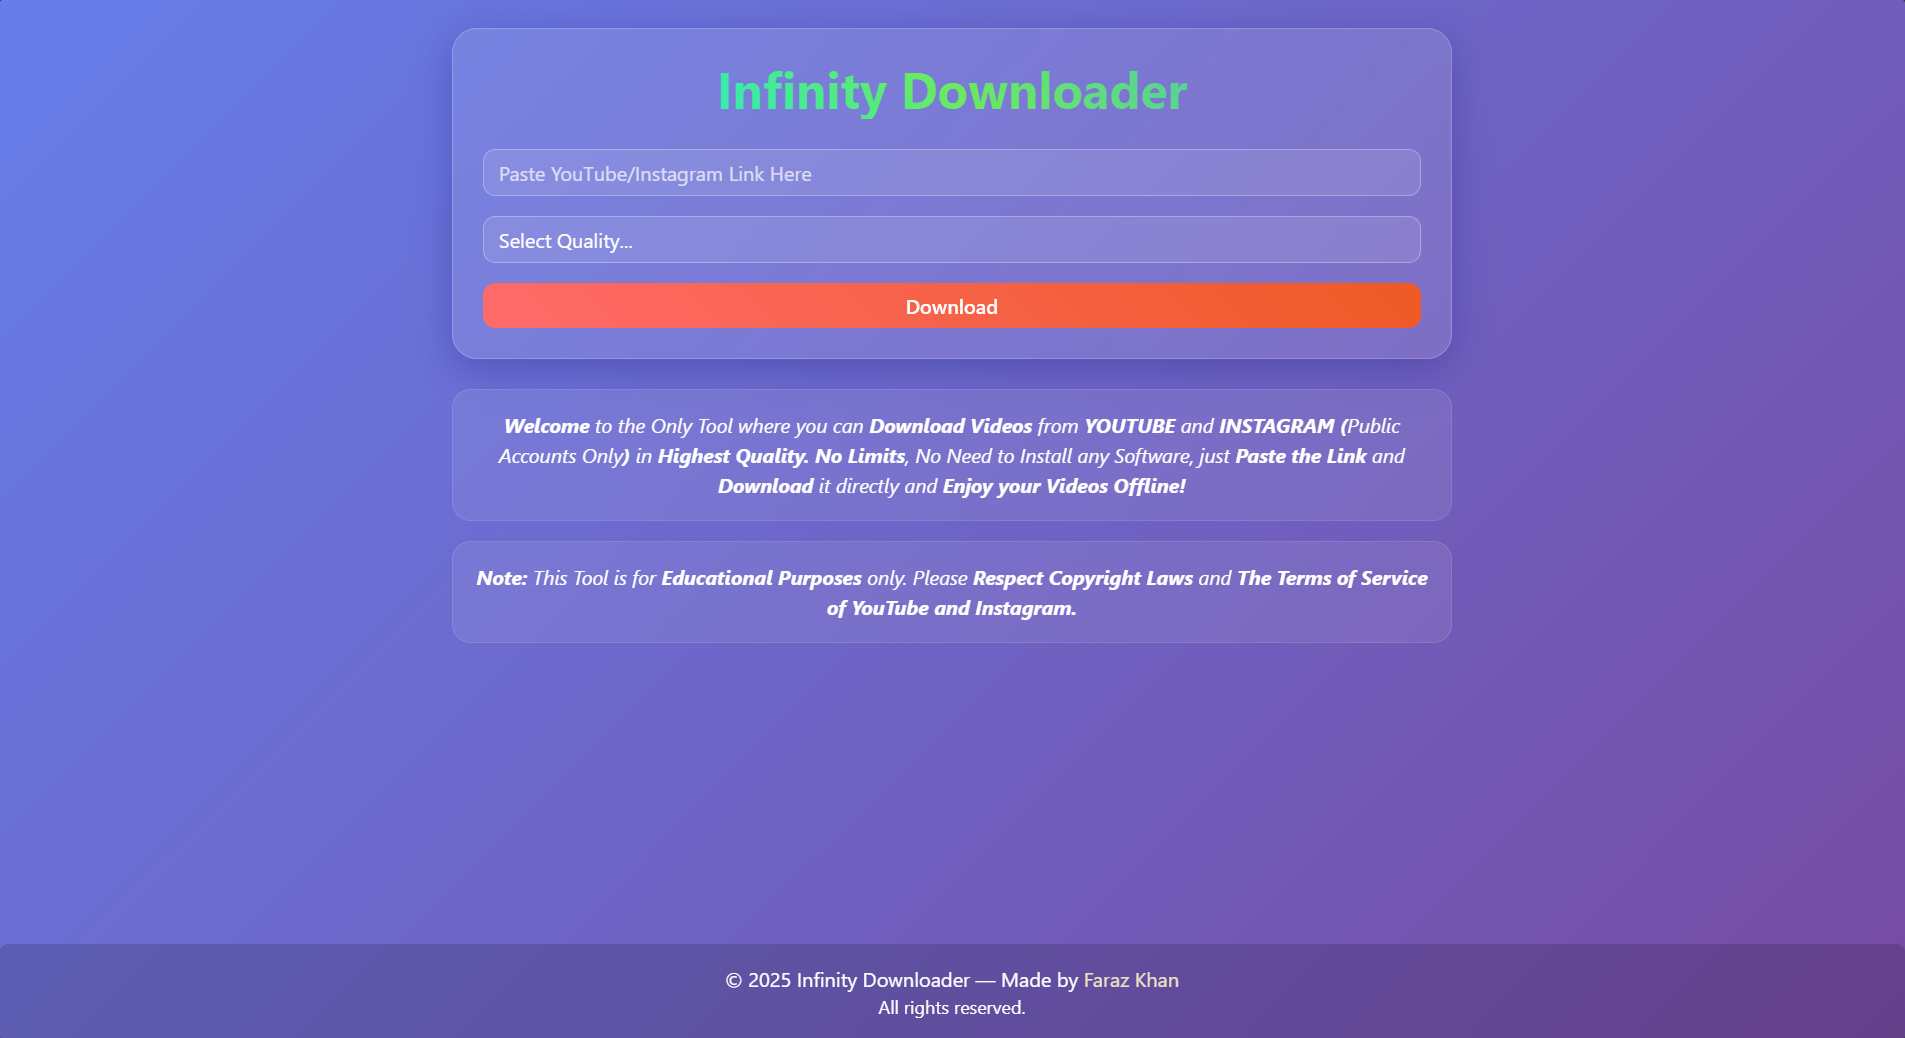 Infinity Downloader
Paste YouTube/Instagram Link Here
Select Quality...
Download
Welcome to the Only Tool where you can Download Videos from YOUTUBE and INSTAGRAM (Public
Accounts Only) in Highest Quality. No Limits, No Need to Install any Software, just Paste the Link and
Download it directly and Enjoy your Videos Offline!
Note: This Tool is for Educational Purposes only. Please Respect Copyright Laws and The Terms of Service
of YouTube and Instagram.
© 2025 Infinity Downloader — Made by Faraz Khan
All rights reserved.